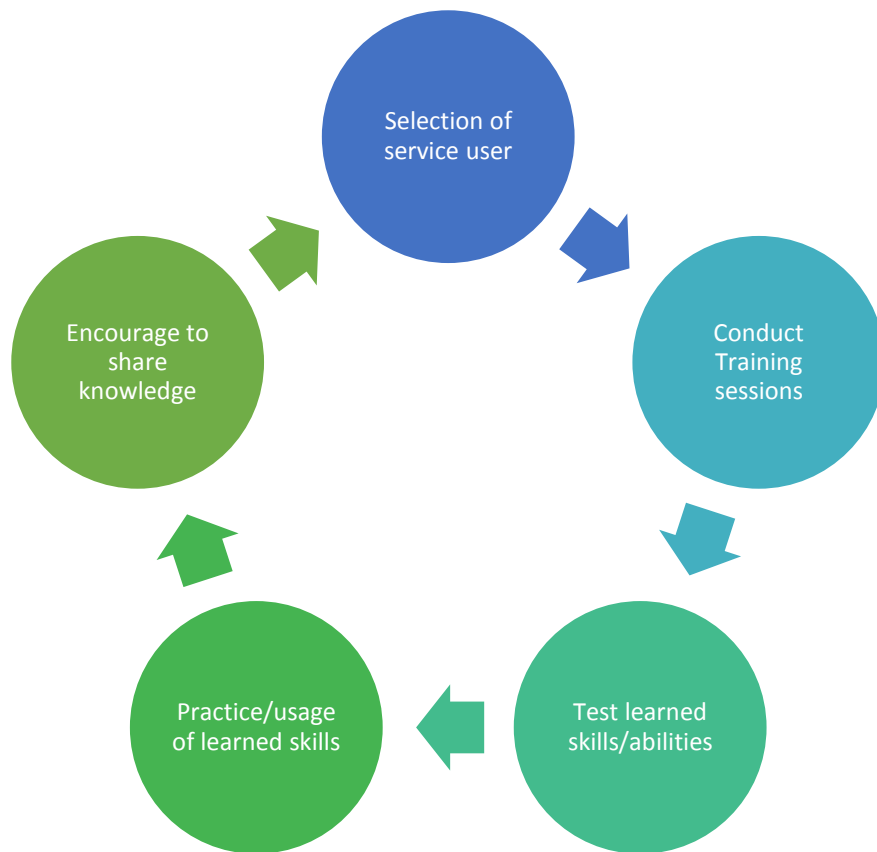 Selection of
service user
Conduct
Training
sessions
Test learned
skills/abilities
Practice/usage
of learned skills
Encourage to
share
knowledge